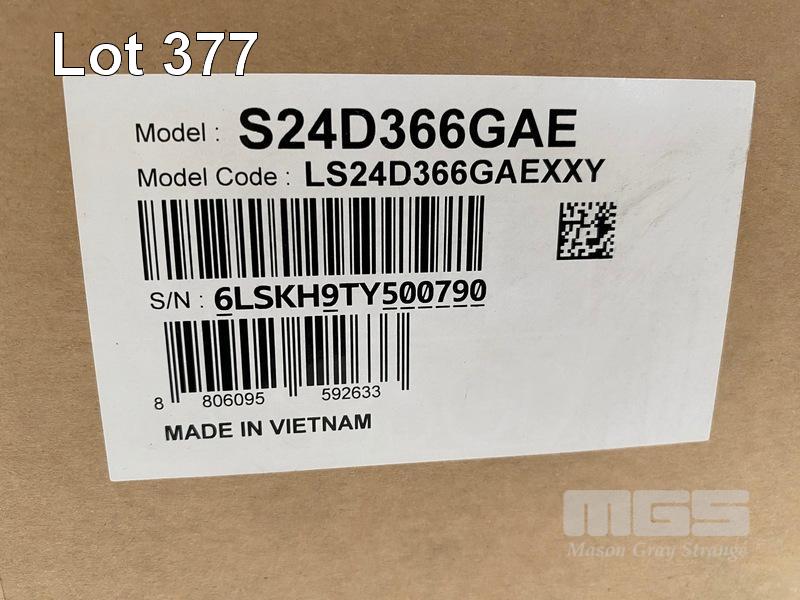 Lot 377
Model : S24D366GAE
Model Code : LS24D366GAEXXY
S/N : 6LSKH9TY500790
8 806095 592633
MADE IN VIETNAM
MGS
Mason Gray Strange